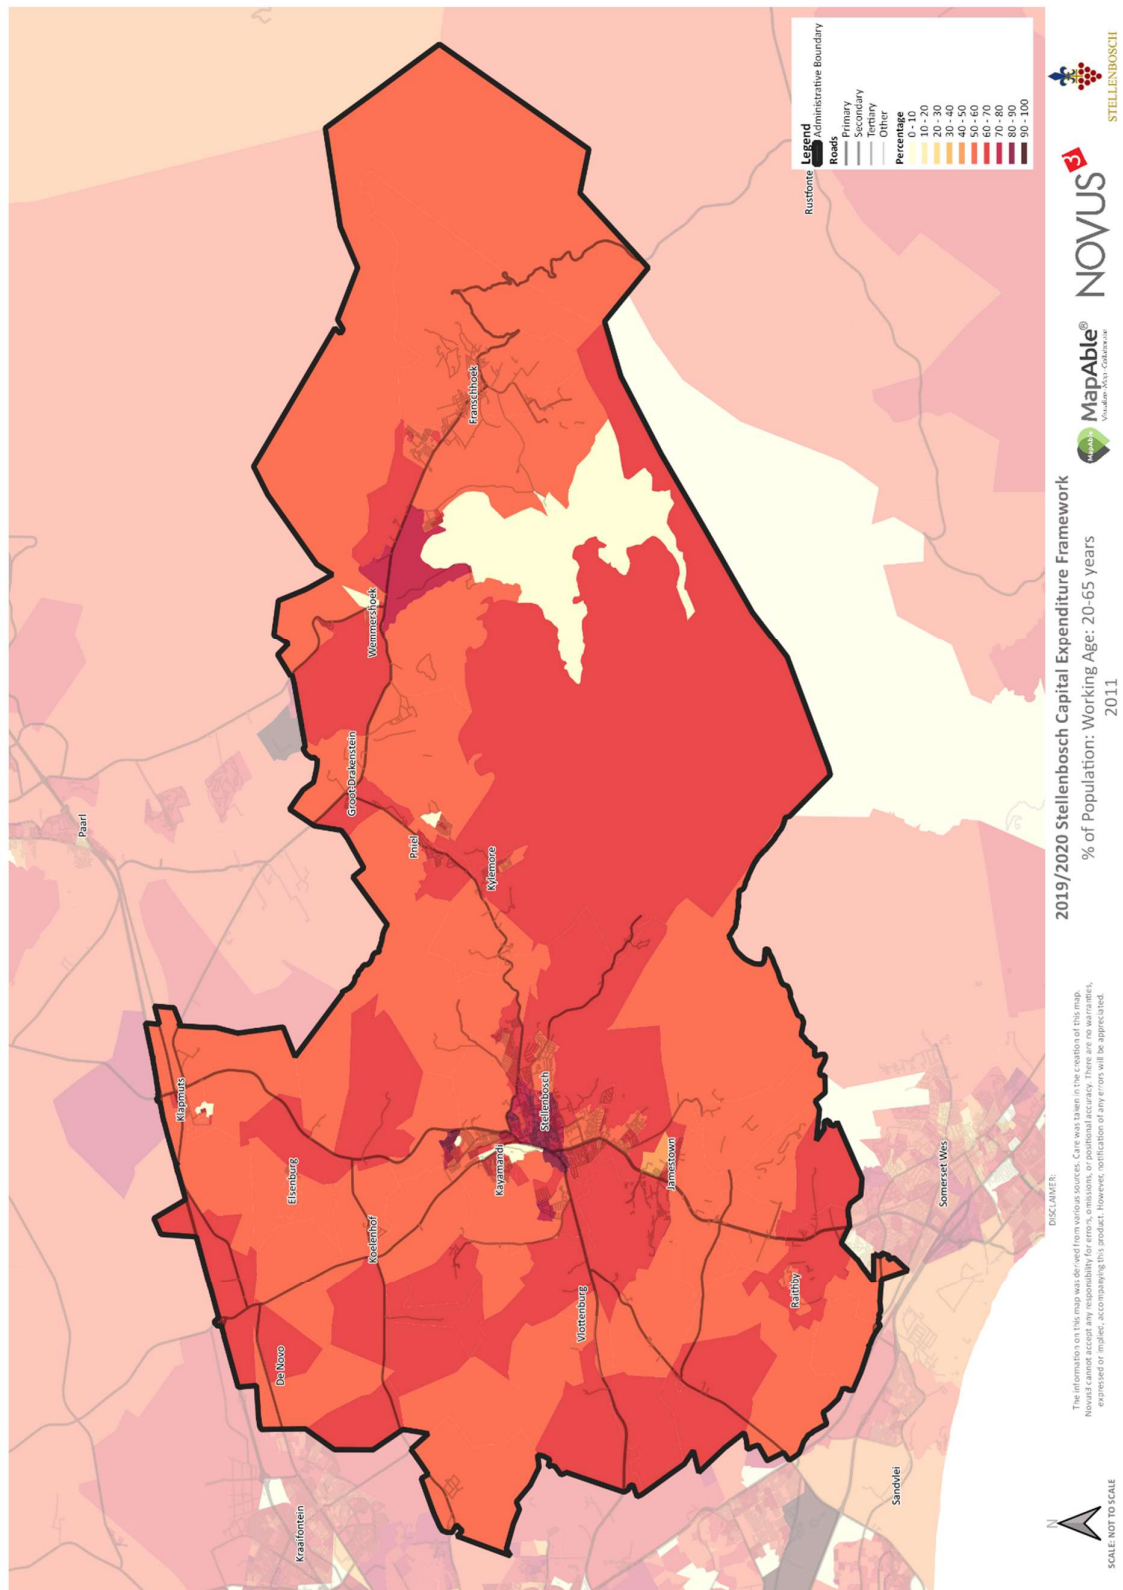 Paarl
Klapmuts
Elsenburg
Koelenhof
De Novo
Kraaifontein
Wemmershoek
Groot Drakenstein
Pniel
Kylemore
Franschhoek
Stellenbosch
Kayamandi
Jamestown
Vlottenburg
Raithby
Somerset Wes
Sandvlei
Rustfonte
Legend
Administrative Boundary
Roads
Primary
Secondary
Tertiary
Other
Percentage
0 - 10
10 - 20
20 - 30
30 - 40
40 - 50
50 - 60
60 - 70
70 - 80
80 - 90
90 - 100
N
SCALE: NOT TO SCALE
DISCLAIMER:
The information on this map was derived from various sources. Care was taken in the creation of this map.
Novus3 cannot accept any responsibility for errors, omissions, or positional accuracy. There are no warranties,
expressed or implied, accompanying this product. However, notification of any errors will be appreciated.
2019/2020 Stellenbosch Capital Expenditure Framework
% of Population: Working Age: 20-65 years
2011
MapAble
MapAble®
Visualize · Map · Collaborate
NOVUS3
STELLENBOSCH